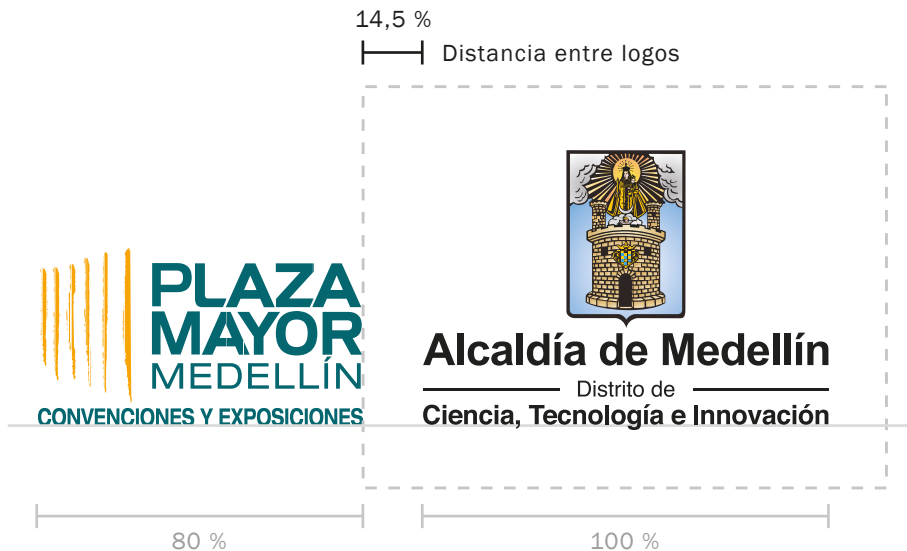 14,5 %
Distancia entre logos
PLAZA
MAYOR
MEDELLÍN
CONVENCIONES Y EXPOSICIONES
Alcaldía de Medellín
Distrito de
Ciencia, Tecnología e Innovación
80 %
100 %